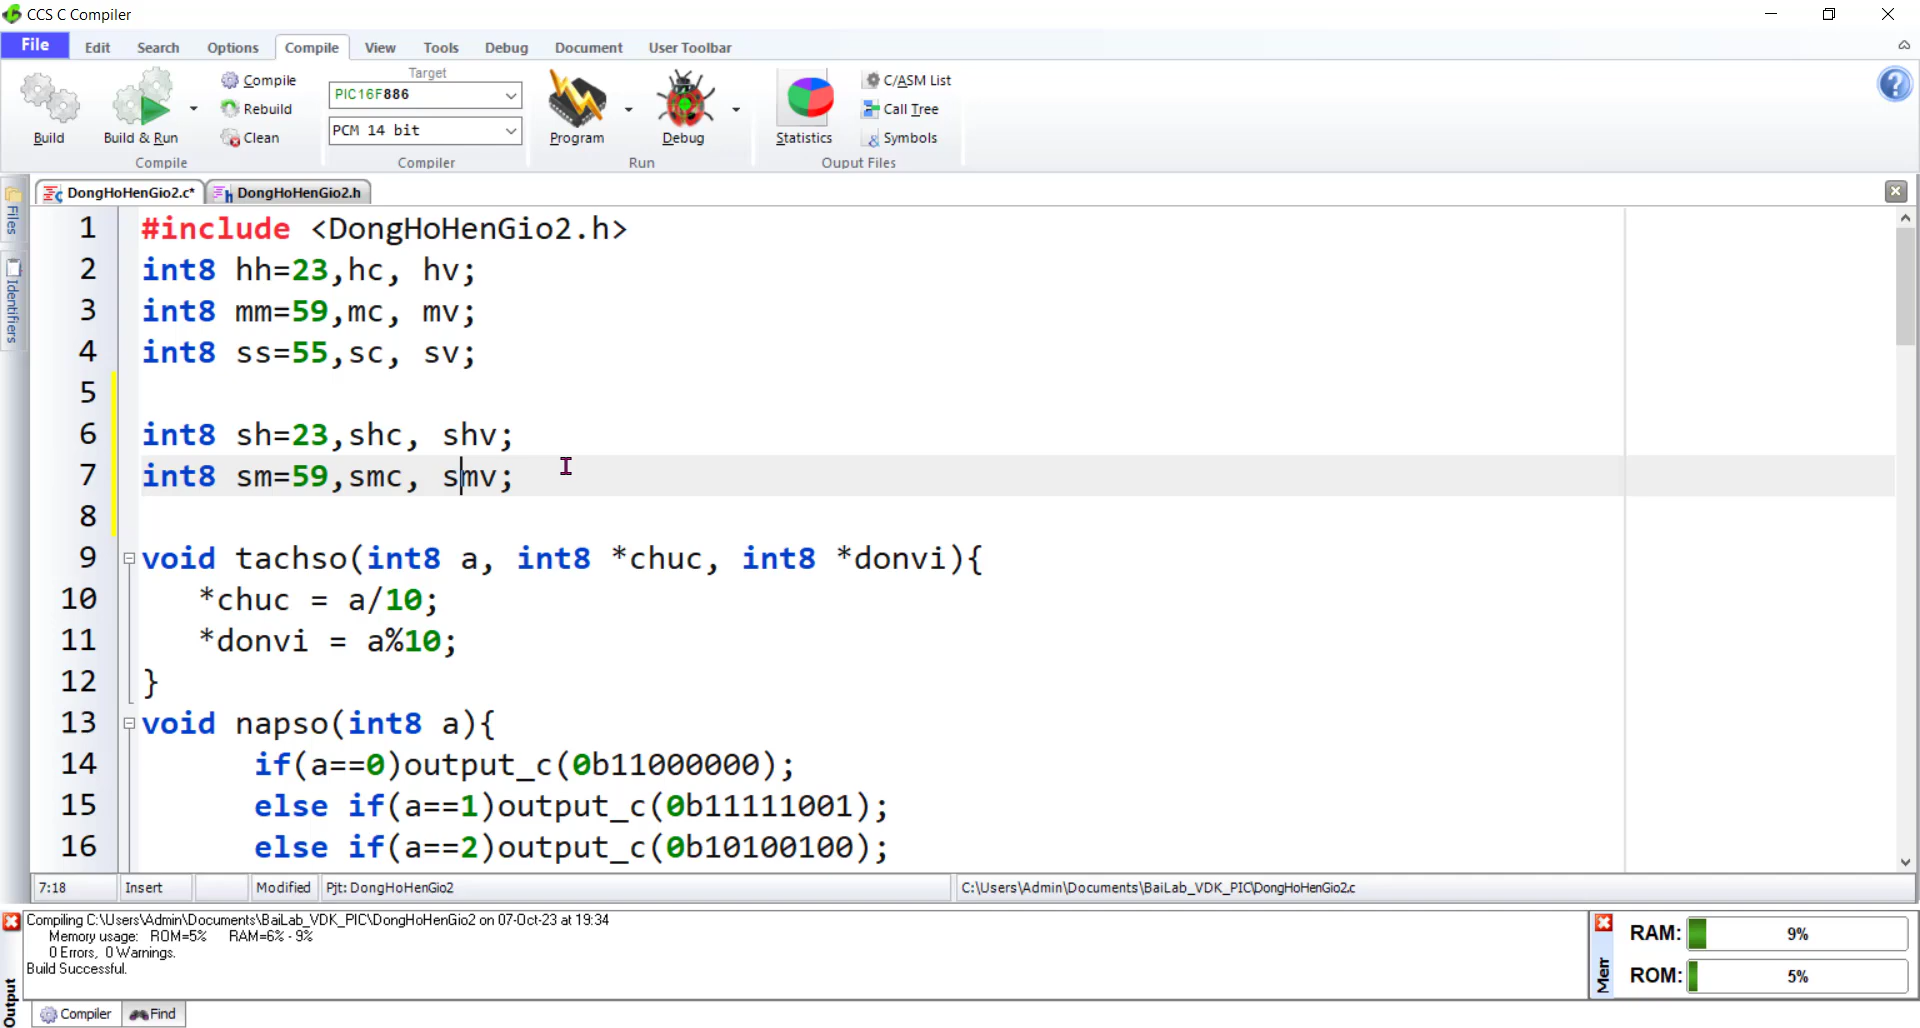 CCS C Compiler
File Edit Search Options Compile View Tools Debug Document User Toolbar
Build
Build & Run
Compile
Rebuild
Clean
Compile
Target
PIC16F886
PCM 14 bit
Compiler
Program
Debug
Run
Statistics
C/ASM List
Call Tree
Symbols
Ouput Files
Files
Identifiers
DongHoHenGio2.c* DongHoHenGio2.h
1 #include <DongHoHenGio2.h>
2 int8 hh=23,hc, hv;
3 int8 mm=59,mc, mv;
4 int8 ss=55,sc, sv;
5
6 int8 sh=23,shc, shv;
7 int8 sm=59,smc, smv;
8
9 void tachso(int8 a, int8 *chuc, int8 *donvi){
10 *chuc = a/10;
11 *donvi = a%10;
12 }
13 void napso(int8 a){
14 if(a==0)output_c(0b11000000);
15 else if(a==1)output_c(0b11111001);
16 else if(a==2)output_c(0b10100100);
7:18 Insert Modified Pjt: DongHoHenGio2 C:\Users\Admin\Documents\BaiLab_VDK_PIC\DongHoHenGio2.c
Output
Compiling C:\Users\Admin\Documents\BaiLab_VDK_PIC\DongHoHenGio2 on 07-Oct-23 at 19:34
Memory usage: ROM=5% RAM=6% - 9%
0 Errors, 0 Warnings.
Build Successful.
Compiler Find
Mem
RAM: 9%
ROM: 5%